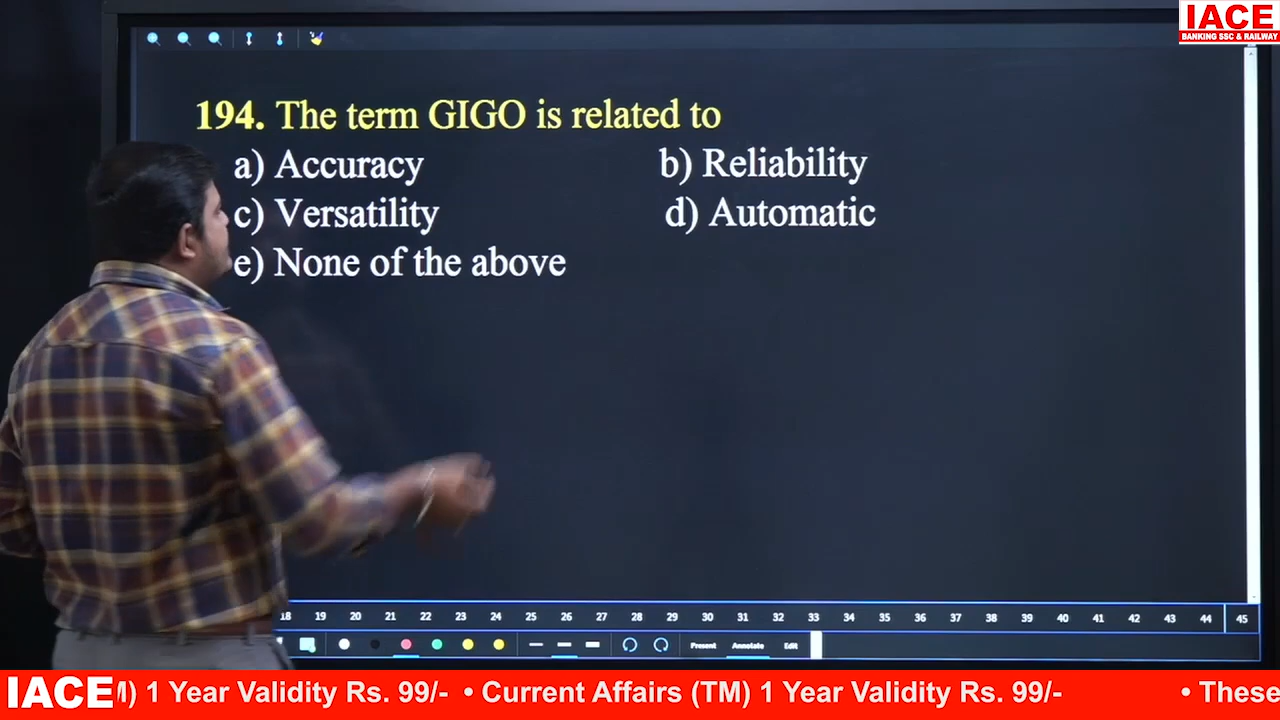 IACE
BANKING SSC & RAILWAY
194. The term GIGO is related to
a) Accuracy b) Reliability
c) Versatility d) Automatic
e) None of the above
18 19 20 21 22 23 24 25 26 27 28 29 30 31 32 33 34 35 36 37 38 39 40 41 42 43 44 45
Present Annotate Edit
IACE M) 1 Year Validity Rs. 99/- • Current Affairs (TM) 1 Year Validity Rs. 99/- • These